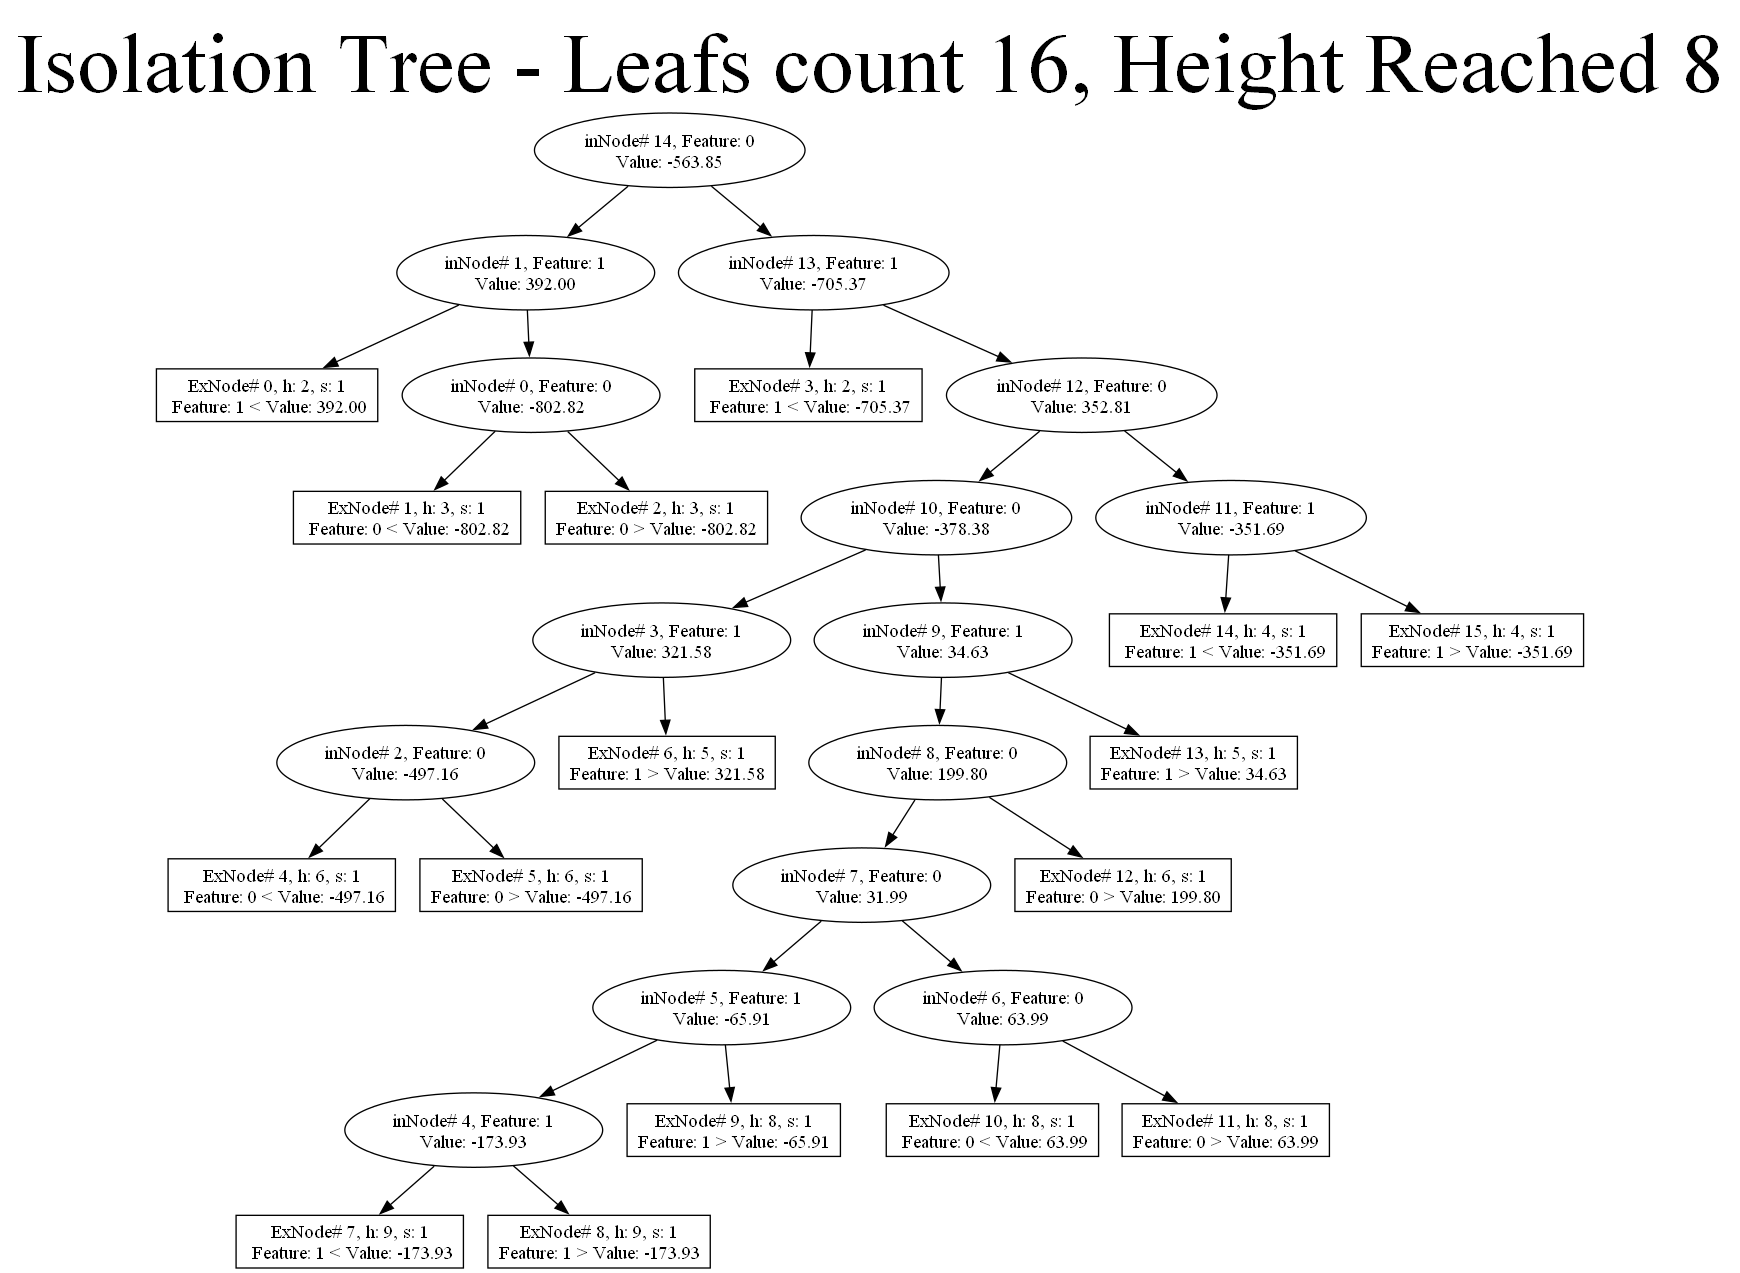 Isolation Tree - Leafs count 16, Height Reached 8
inNode# 14, Feature: 0
Value: -563.85
inNode# 1, Feature: 1
Value: 392.00
inNode# 13, Feature: 1
Value: -705.37
ExNode# 0, h: 2, s: 1
Feature: 1 < Value: 392.00
inNode# 0, Feature: 0
Value: -802.82
ExNode# 3, h: 2, s: 1
Feature: 1 < Value: -705.37
inNode# 12, Feature: 0
Value: 352.81
ExNode# 1, h: 3, s: 1
Feature: 0 < Value: -802.82
ExNode# 2, h: 3, s: 1
Feature: 0 > Value: -802.82
inNode# 10, Feature: 0
Value: -378.38
inNode# 11, Feature: 1
Value: -351.69
inNode# 3, Feature: 1
Value: 321.58
inNode# 9, Feature: 1
Value: 34.63
ExNode# 14, h: 4, s: 1
Feature: 1 < Value: -351.69
ExNode# 15, h: 4, s: 1
Feature: 1 > Value: -351.69
inNode# 2, Feature: 0
Value: -497.16
ExNode# 6, h: 5, s: 1
Feature: 1 > Value: 321.58
inNode# 8, Feature: 0
Value: 199.80
ExNode# 13, h: 5, s: 1
Feature: 1 > Value: 34.63
ExNode# 4, h: 6, s: 1
Feature: 0 < Value: -497.16
ExNode# 5, h: 6, s: 1
Feature: 0 > Value: -497.16
inNode# 7, Feature: 0
Value: 31.99
ExNode# 12, h: 6, s: 1
Feature: 0 > Value: 199.80
inNode# 5, Feature: 1
Value: -65.91
inNode# 6, Feature: 0
Value: 63.99
inNode# 4, Feature: 1
Value: -173.93
ExNode# 9, h: 8, s: 1
Feature: 1 > Value: -65.91
ExNode# 10, h: 8, s: 1
Feature: 0 < Value: 63.99
ExNode# 11, h: 8, s: 1
Feature: 0 > Value: 63.99
ExNode# 7, h: 9, s: 1
Feature: 1 < Value: -173.93
ExNode# 8, h: 9, s: 1
Feature: 1 > Value: -173.93